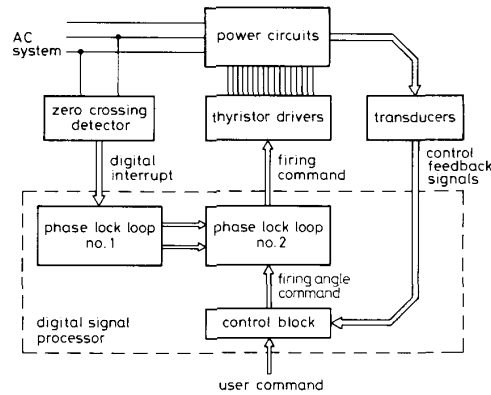 AC
system
power circuits
zero crossing
detector
thyristor drivers
transducers
digital
interrupt
firing
command
control
feedback
signals
phase lock loop
no.1
phase lock loop
no.2
firing angle
command
digital signal
processor
control block
user command